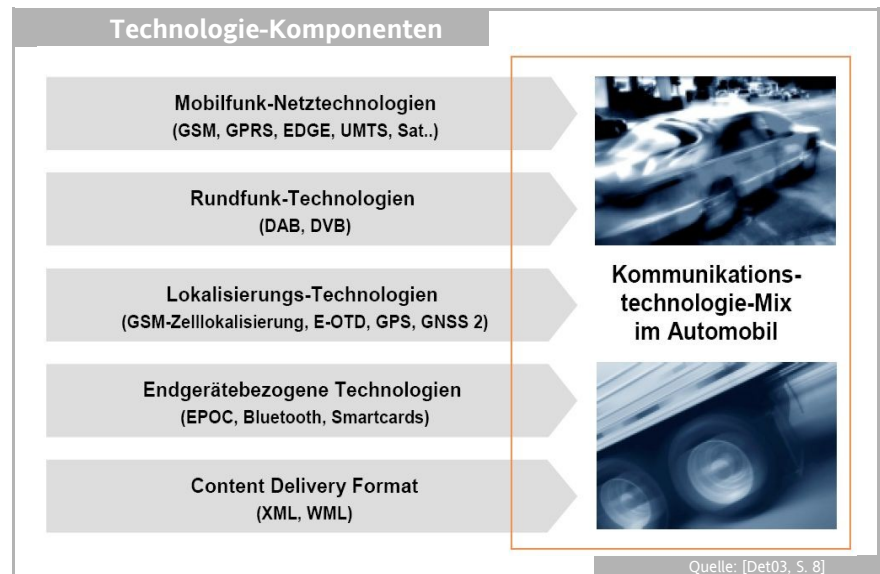 Technologie-Komponenten
Mobilfunk-Netztechnologien
(GSM, GPRS, EDGE, UMTS, Sat..)
Rundfunk-Technologien
(DAB, DVB)
Lokalisierungs-Technologien
(GSM-Zelllokalisierung, E-OTD, GPS, GNSS 2)
Endgerätebezogene Technologien
(EPOC, Bluetooth, Smartcards)
Content Delivery Format
(XML, WML)
Kommunikations-
technologie-Mix
im Automobil
Quelle: [Det03, S. 8]